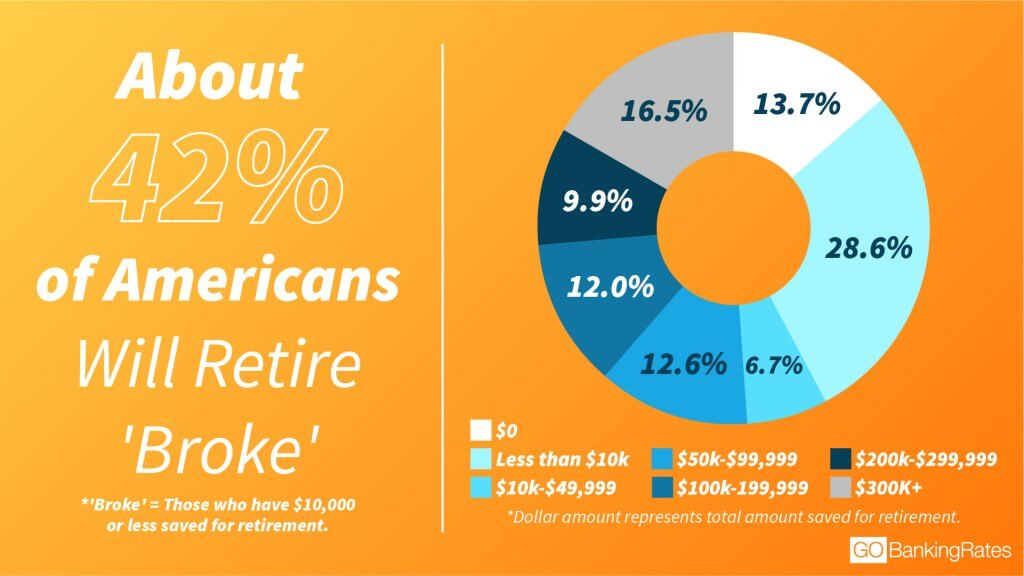 About
42%
of Americans
Will Retire
'Broke'
*'Broke' = Those who have $10,000
or less saved for retirement.
16.5%
13.7%
9.9%
28.6%
12.0%
12.6%
6.7%
$0
Less than $10k
$50k-$99,999
$200k-$299,999
$10k-$49,999
$100k-199,999
$300K+
*Dollar amount represents total amount saved for retirement.
GOBankingRates